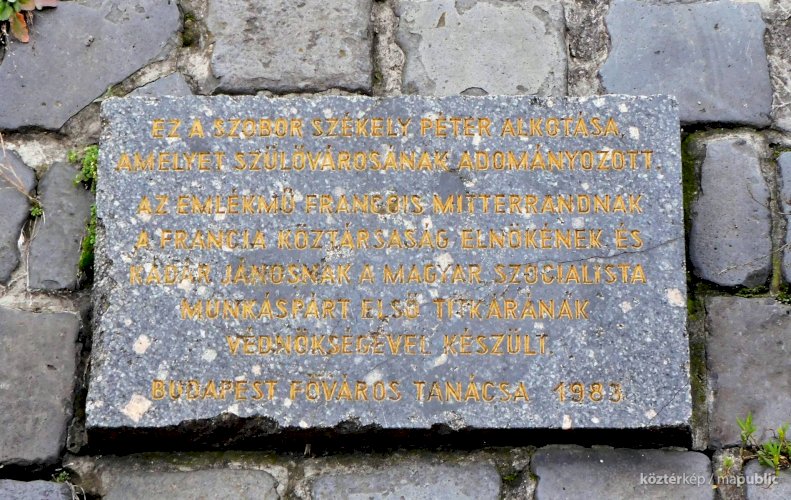 EZ A SZOBOR SZÉKELY PÉTER ALKOTÁSA,
AMELYET SZÜLŐVÁROSÁNAK ADOMÁNYOZOTT.
AZ EMLÉKMŰ FRANCOIS MITTERRANDNAK
A FRANCIA KÖZTÁRSASÁG ELNÖKÉNEK ÉS
KÁDÁR JÁNOSNAK A MAGYAR SZOCIALISTA
MUNKÁSPÁRT ELSŐ TITKÁRÁNAK
VÉDNÖKSÉGÉVEL KÉSZÜLT.
BUDAPEST FŐVÁROS TANÁCSA 1983
köztérkép / mapublic